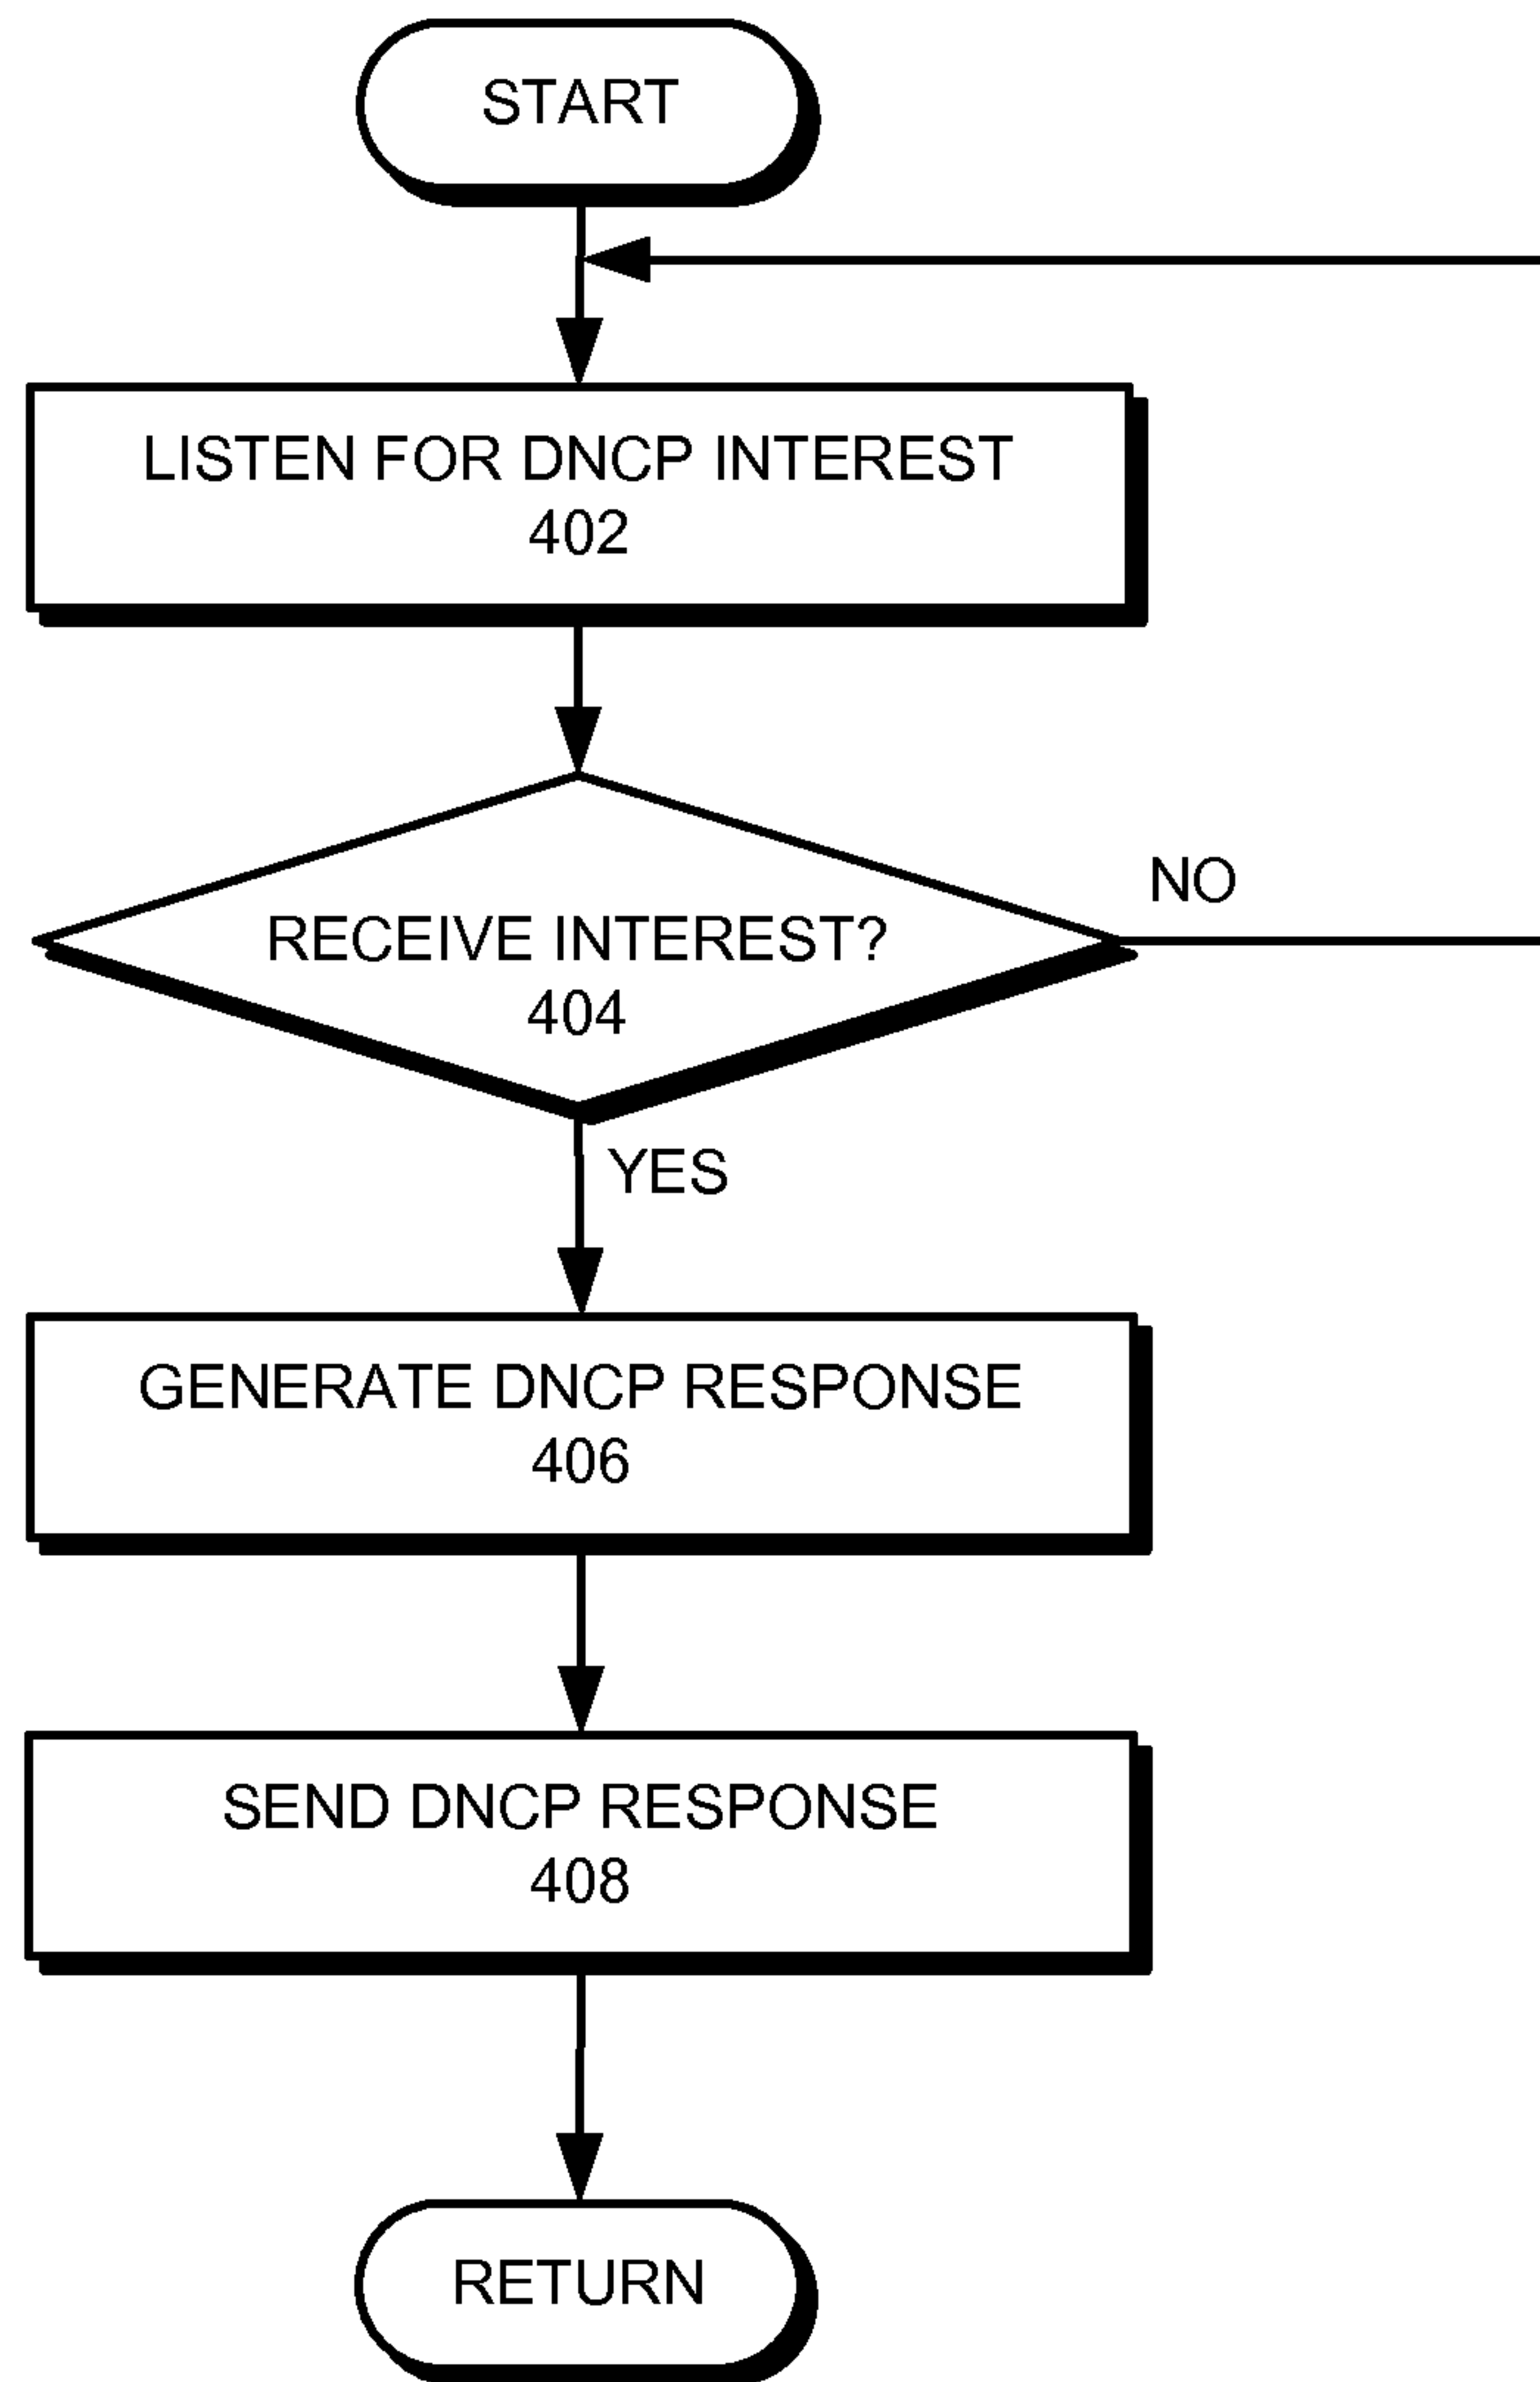 START
LISTEN FOR DNCP INTEREST
402
NO
RECEIVE INTEREST?
404
YES
GENERATE DNCP RESPONSE
406
SEND DNCP RESPONSE
408
RETURN